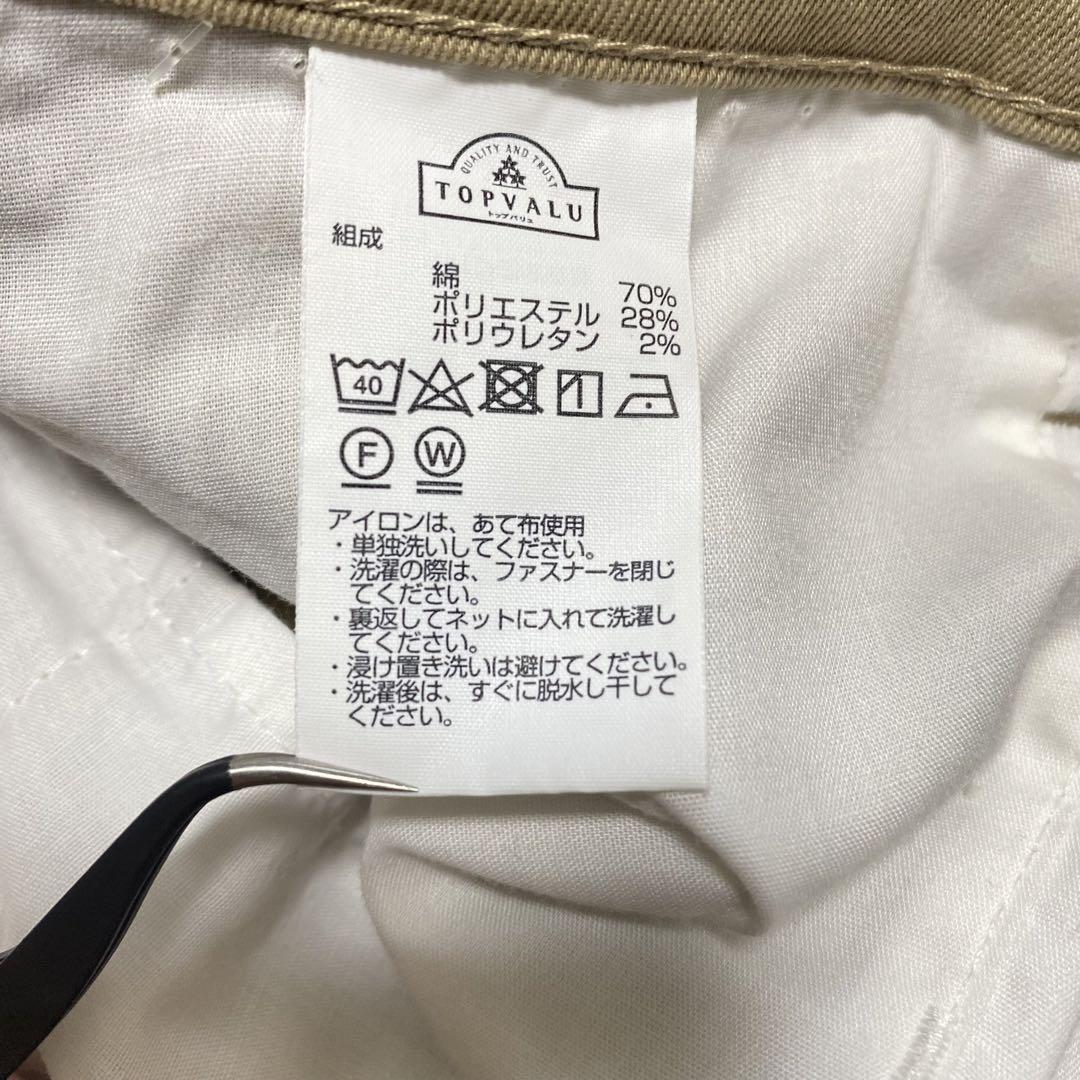 QUALITY AND TRUST
TOPVALU
トップバリュ
組成
綿 70%
ポリエステル 28%
ポリウレタン 2%
40
F W
アイロンは、あて布使用
・単独洗いしてください。
・洗濯の際は、ファスナーを閉じ
てください。
・裏返してネットに入れて洗濯し
てください。
・浸け置き洗いは避けてください。
・洗濯後は、すぐに脱水し干して
ください。